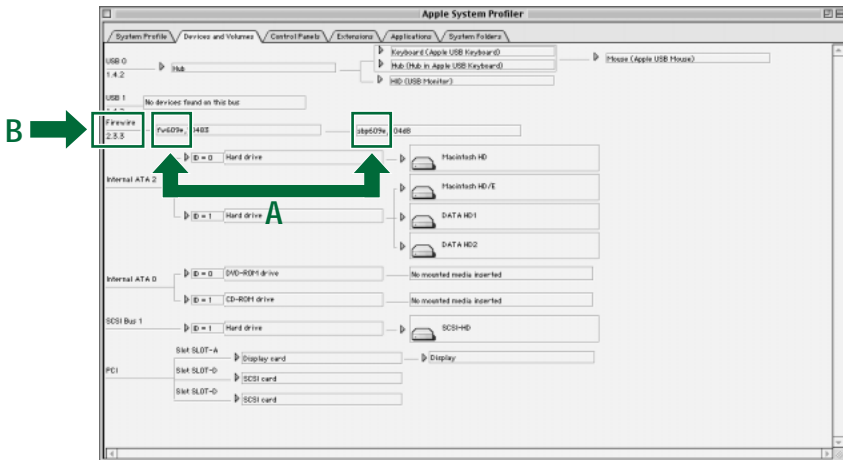 Apple System Profiler
System Profile Devices and Volumes Control Panels Extensions Applications System Folders
USB 0
1.4.2
Hub
Keyboard (Apple USB Keyboard)
Hub (Hub in Apple USB Keyboard)
HID (USB Monitor)
Mouse (Apple USB Mouse)
USB 1
No devices found on this bus
B
Firewire
2.3.3
fw609e, 0483
sbp609e, 04d8
A
Internal ATA 2
ID = 0 Hard drive
Macintosh HD
Macintosh HD/E
ID = 1 Hard drive
DATA HD1
DATA HD2
Internal ATA 0
ID = 0 DVD-ROM drive
No mounted media inserted
ID = 1 CD-ROM drive
No mounted media inserted
SCSI Bus 1
ID = 1 Hard drive
SCSI-HD
PCI
Slot SLOT-A
Display card
Display
Slot SLOT-D
SCSI card
Slot SLOT-D
SCSI card